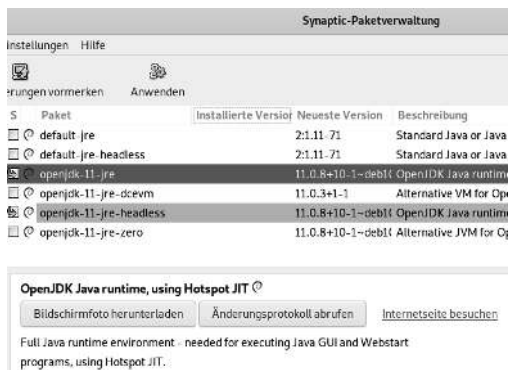 Synaptic-Paketverwaltung
instellungen Hilfe
erungen vormerken Anwenden
S Paket Installierte Version Neueste Version Beschreibung
default-jre 2:1.11-71 Standard Java or Java
default-jre-headless 2:1.11-71 Standard Java or Java
openjdk-11-jre 11.0.8+10-1~deb1( OpenJDK Java runtime
openjdk-11-jre-dcevm 11.0.3+1-1 Alternative VM for Ope
openjdk-11-jre-headless 11.0.8+10-1~deb1( OpenJDK Java runtime
openjdk-11-jre-zero 11.0.8+10-1~deb1( Alternative JVM for Op
OpenJDK Java runtime, using Hotspot JIT
Bildschirmfoto herunterladen Änderungsprotokoll abrufen Internetseite besuchen
Full Java runtime environment - needed for executing Java GUI and Webstart
programs, using Hotspot JIT.